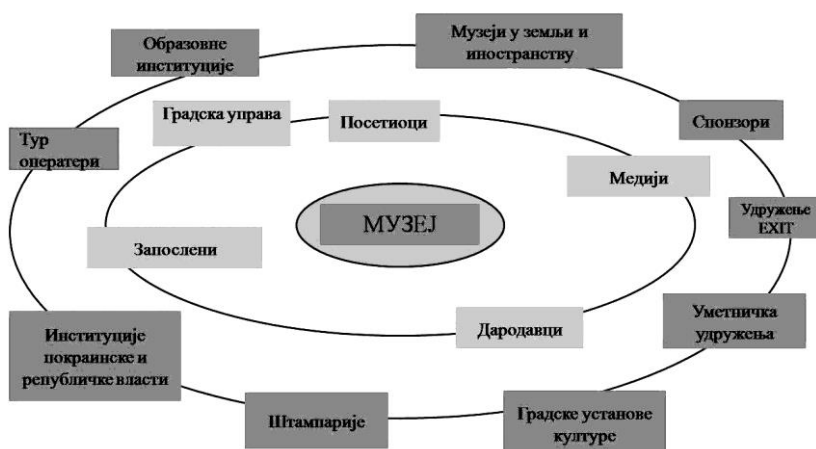 Образовне
институције
Музеји у земљи и
иностранству
Градска управа
Посетиоци
Спонзори
Тур
оператери
Медији
МУЗЕЈ
Удружење
EXIT
Запослени
Институције
покраинске и
републичке власти
Дародавци
Уметничка
удружења
Штампарије
Градске установе
културе